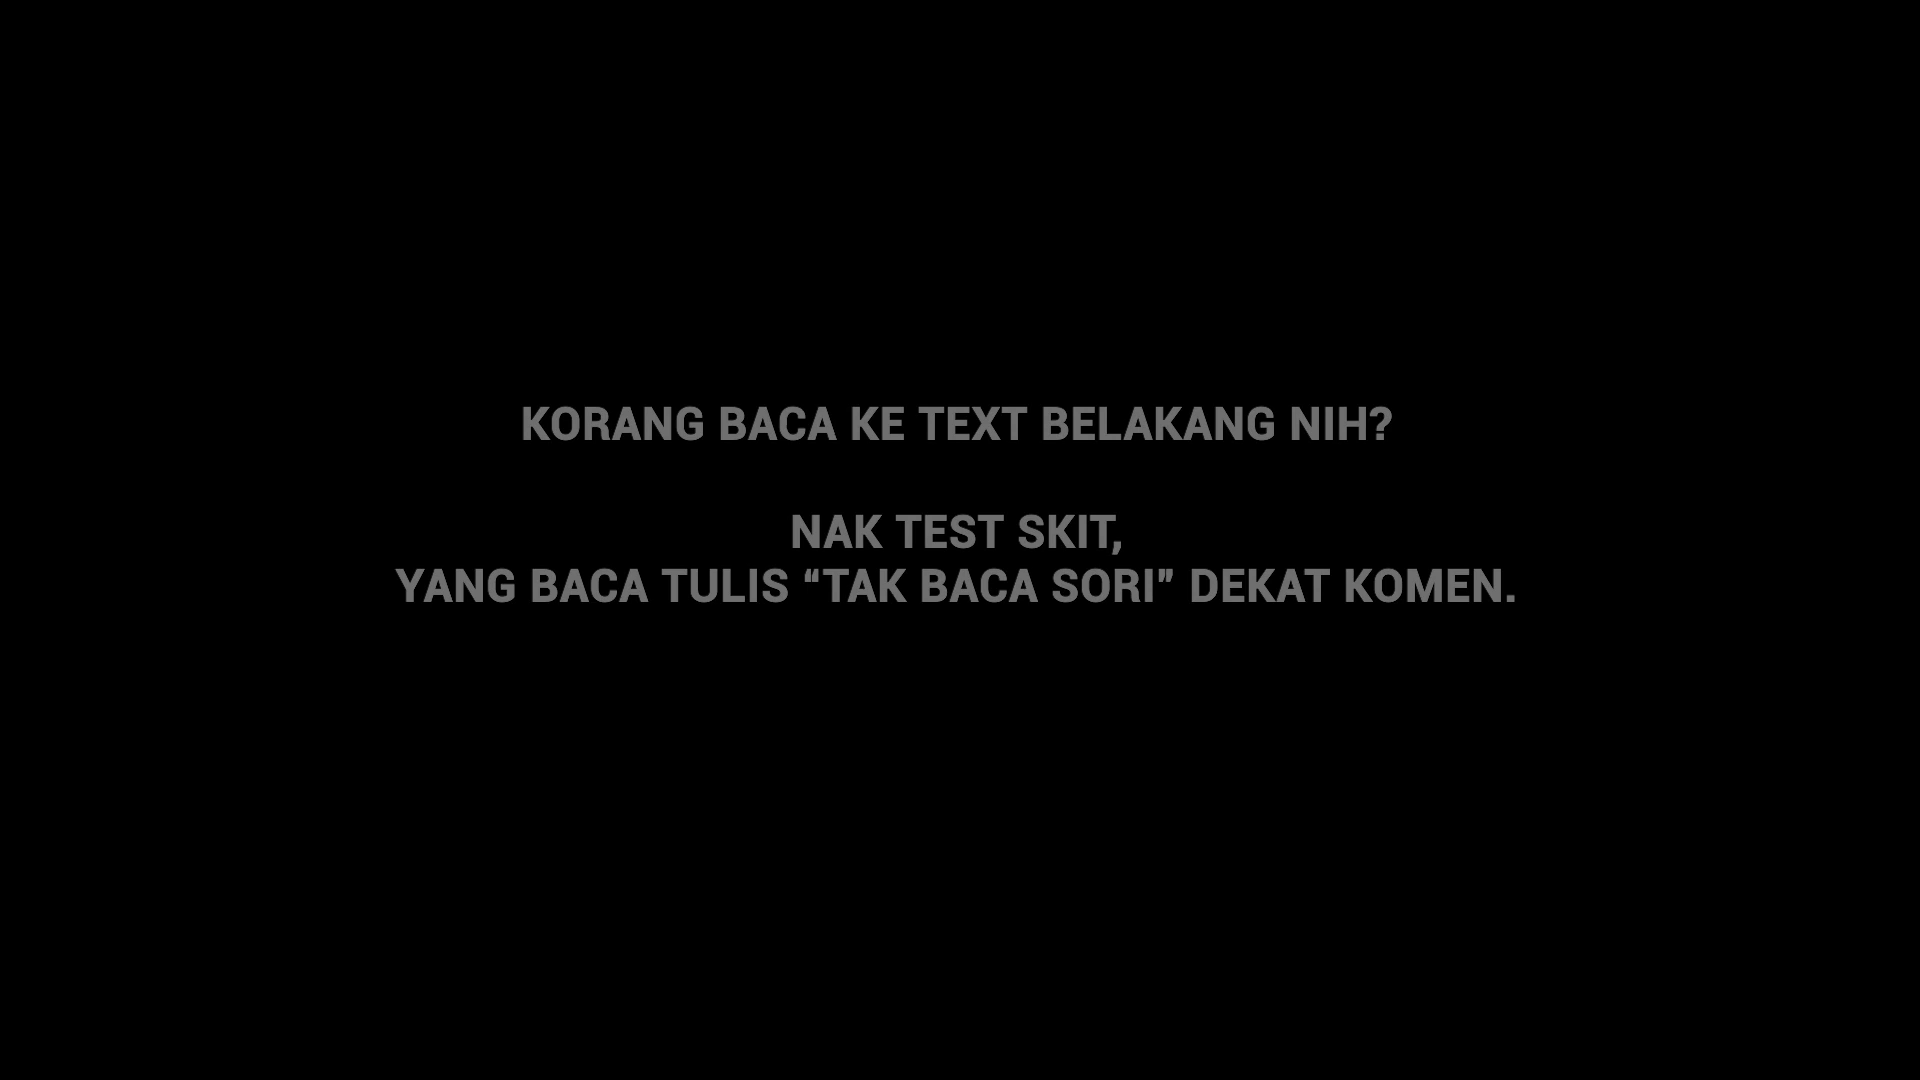 KORANG BACA KE TEXT BELAKANG NIH?
NAK TEST SKIT,
YANG BACA TULIS “TAK BACA SORI” DEKAT KOMEN.